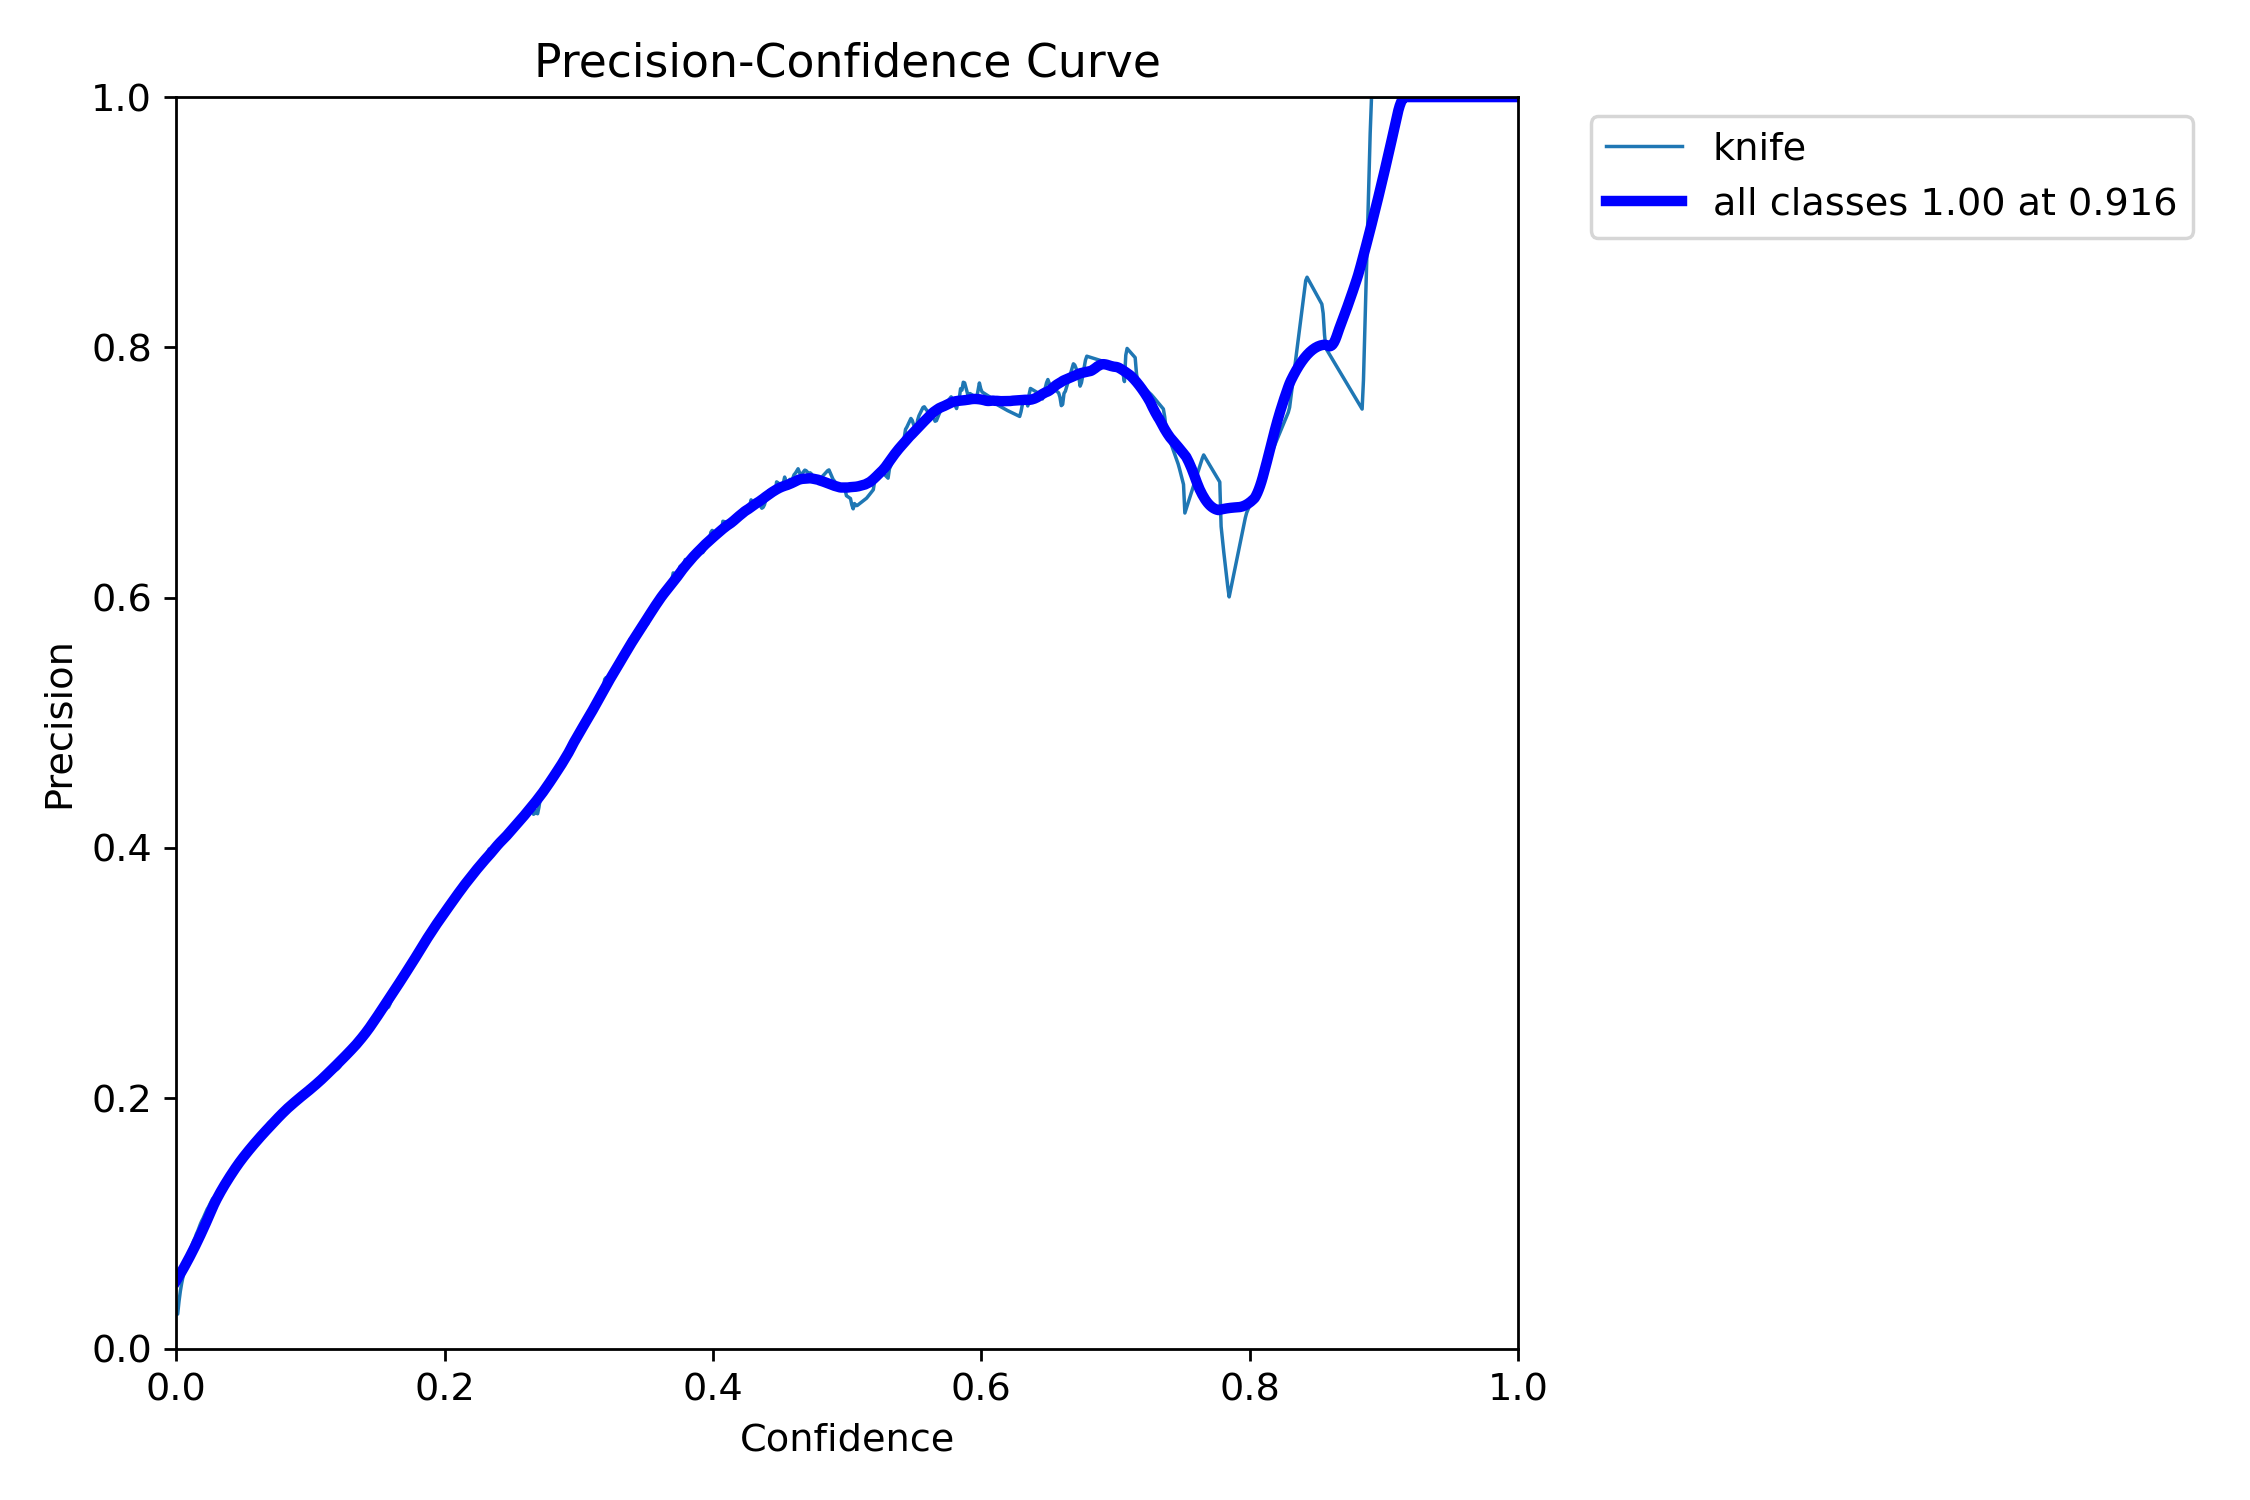 Precision-Confidence Curve
1.0
0.8
0.6
0.4
0.2
0.0
Precision
0.0 0.2 0.4 0.6 0.8 1.0
Confidence
knife
all classes 1.00 at 0.916